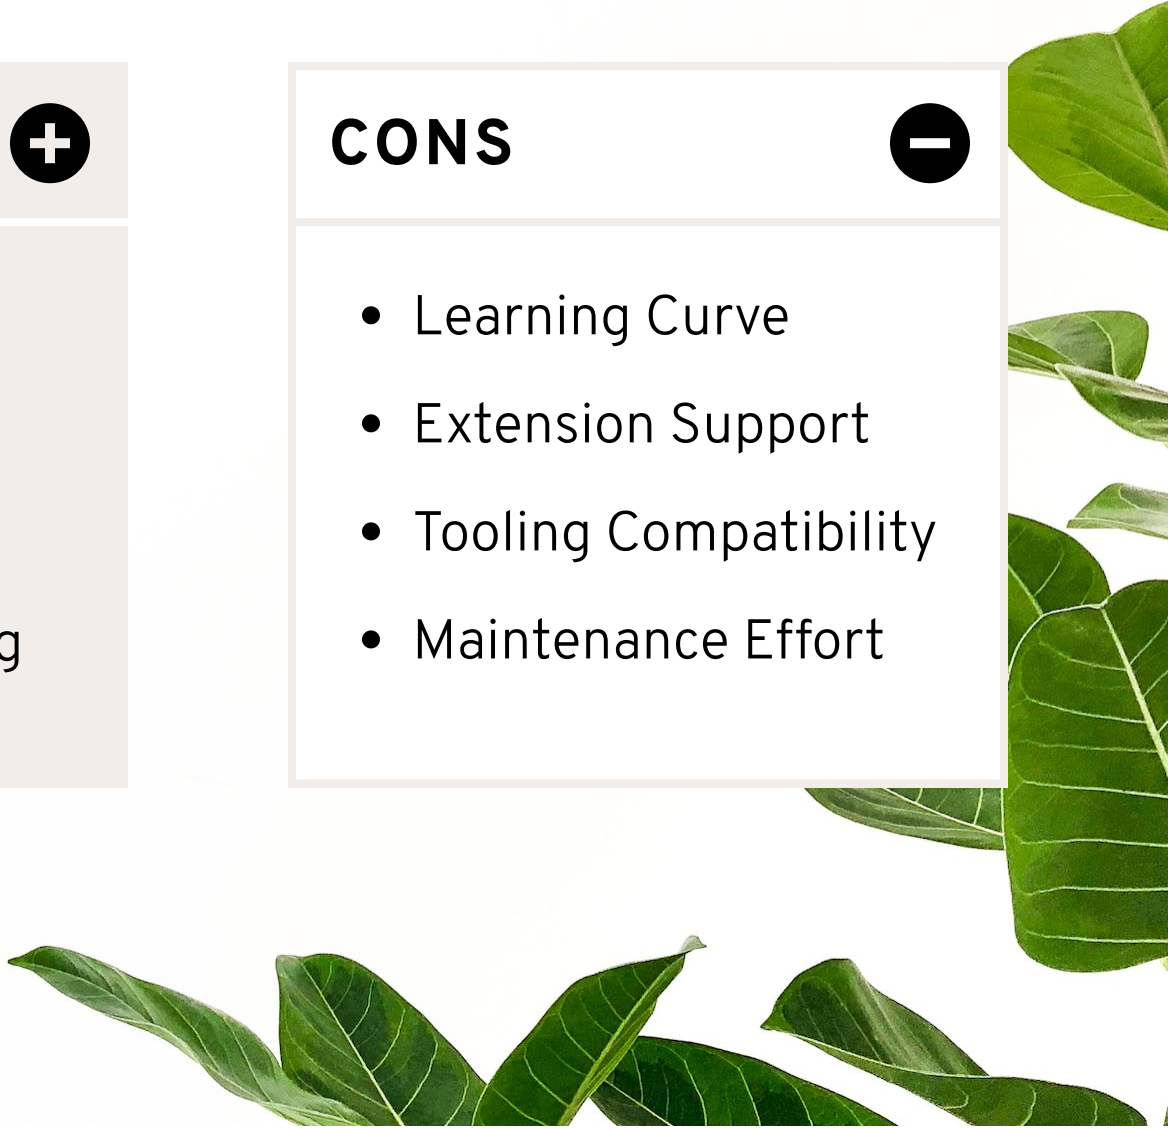 CONS
Learning Curve
Extension Support
Tooling Compatibility
Maintenance Effort
g